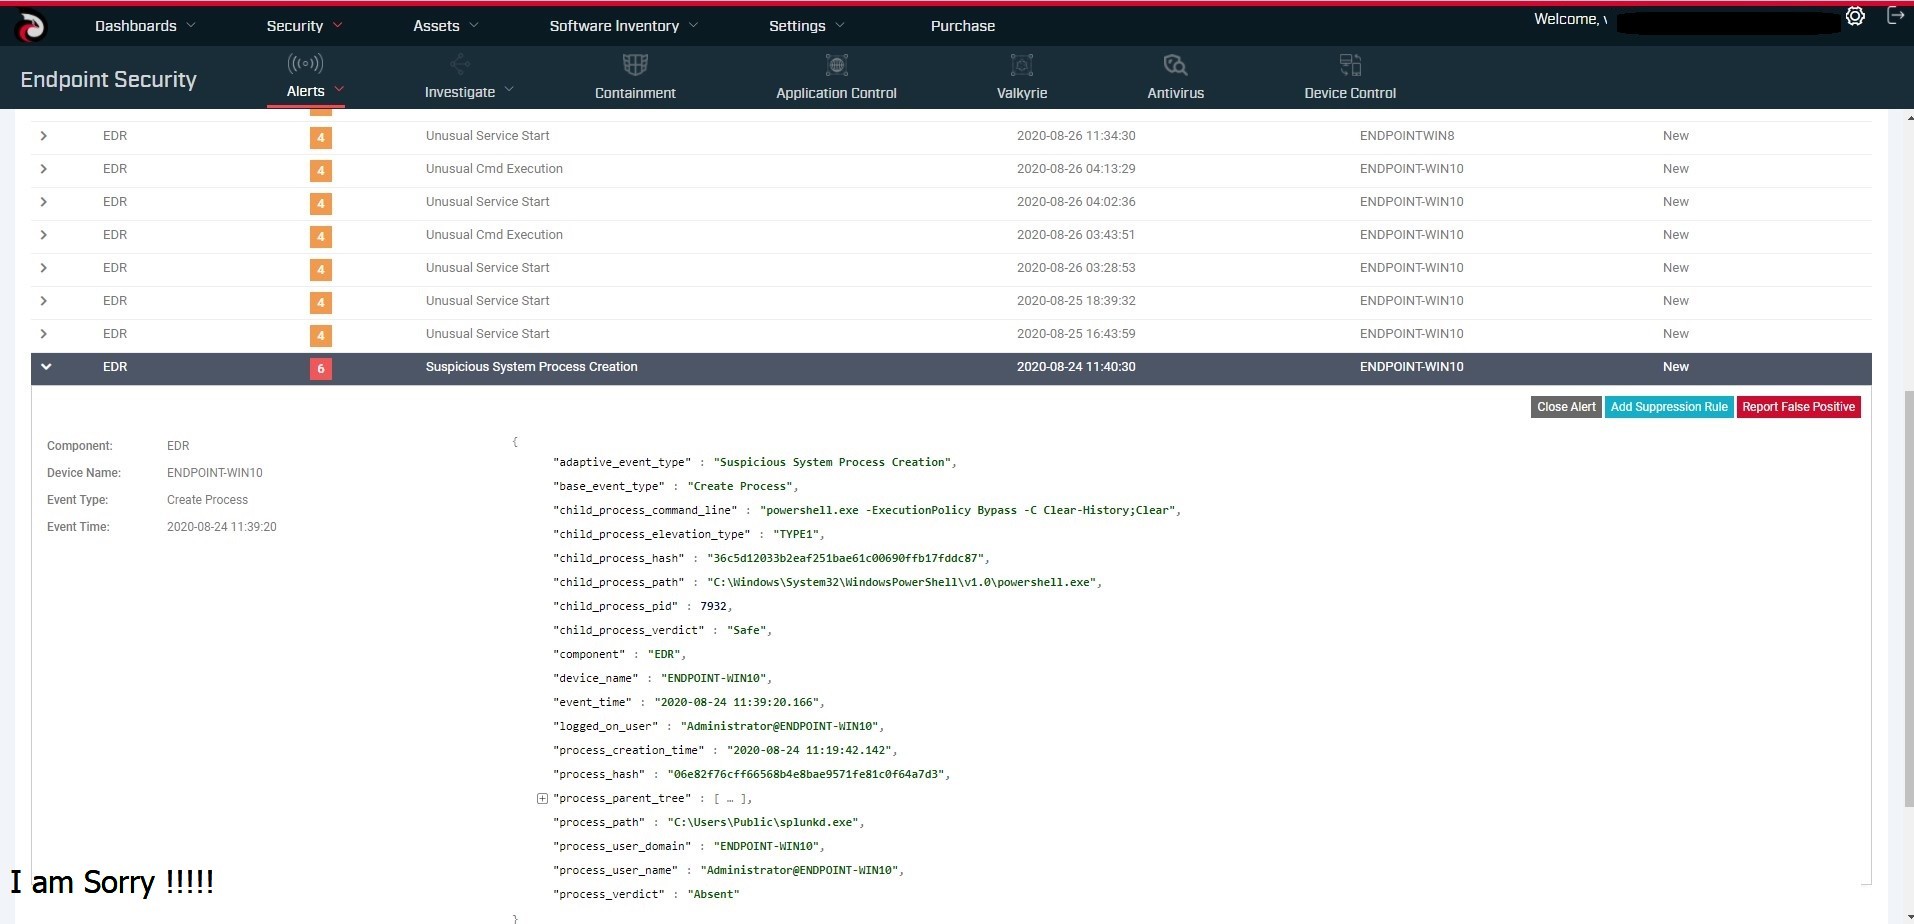 Dashboards Security Assets Software Inventory Settings Purchase Welcome,
Endpoint Security Alerts Investigate Containment Application Control Valkyrie Antivirus Device Control
EDR 4 Unusual Service Start 2020-08-26 11:34:30 ENDPOINTWIN8 New
EDR 4 Unusual Cmd Execution 2020-08-26 04:13:29 ENDPOINT-WIN10 New
EDR 4 Unusual Service Start 2020-08-26 04:02:36 ENDPOINT-WIN10 New
EDR 4 Unusual Cmd Execution 2020-08-26 03:43:51 ENDPOINT-WIN10 New
EDR 4 Unusual Service Start 2020-08-26 03:28:53 ENDPOINT-WIN10 New
EDR 4 Unusual Service Start 2020-08-25 18:39:32 ENDPOINT-WIN10 New
EDR 4 Unusual Service Start 2020-08-25 16:43:59 ENDPOINT-WIN10 New
EDR 6 Suspicious System Process Creation 2020-08-24 11:40:30 ENDPOINT-WIN10 New
Close Alert Add Suppression Rule Report False Positive
Component: EDR
Device Name: ENDPOINT-WIN10
Event Type: Create Process
Event Time: 2020-08-24 11:39:20
{
"adaptive_event_type" : "Suspicious System Process Creation",
"base_event_type" : "Create Process",
"child_process_command_line" : "powershell.exe -ExecutionPolicy Bypass -C Clear-History;Clear",
"child_process_elevation_type" : "TYPE1",
"child_process_hash" : "36c5d12033b2eaf251bae61c00690ffb17fddc87",
"child_process_path" : "C:\Windows\System32\WindowsPowerShell\v1.0\powershell.exe",
"child_process_pid" : 7932,
"child_process_verdict" : "Safe",
"component" : "EDR",
"device_name" : "ENDPOINT-WIN10",
"event_time" : "2020-08-24 11:39:20.166",
"logged_on_user" : "Administrator@ENDPOINT-WIN10",
"process_creation_time" : "2020-08-24 11:19:42.142",
"process_hash" : "06e82f76cff66568b4e8bae9571fe81c0f64a7d3",
"process_parent_tree" : [ … ],
"process_path" : "C:\Users\Public\splunkd.exe",
"process_user_domain" : "ENDPOINT-WIN10",
"process_user_name" : "Administrator@ENDPOINT-WIN10",
"process_verdict" : "Absent"
}
I am Sorry !!!!!